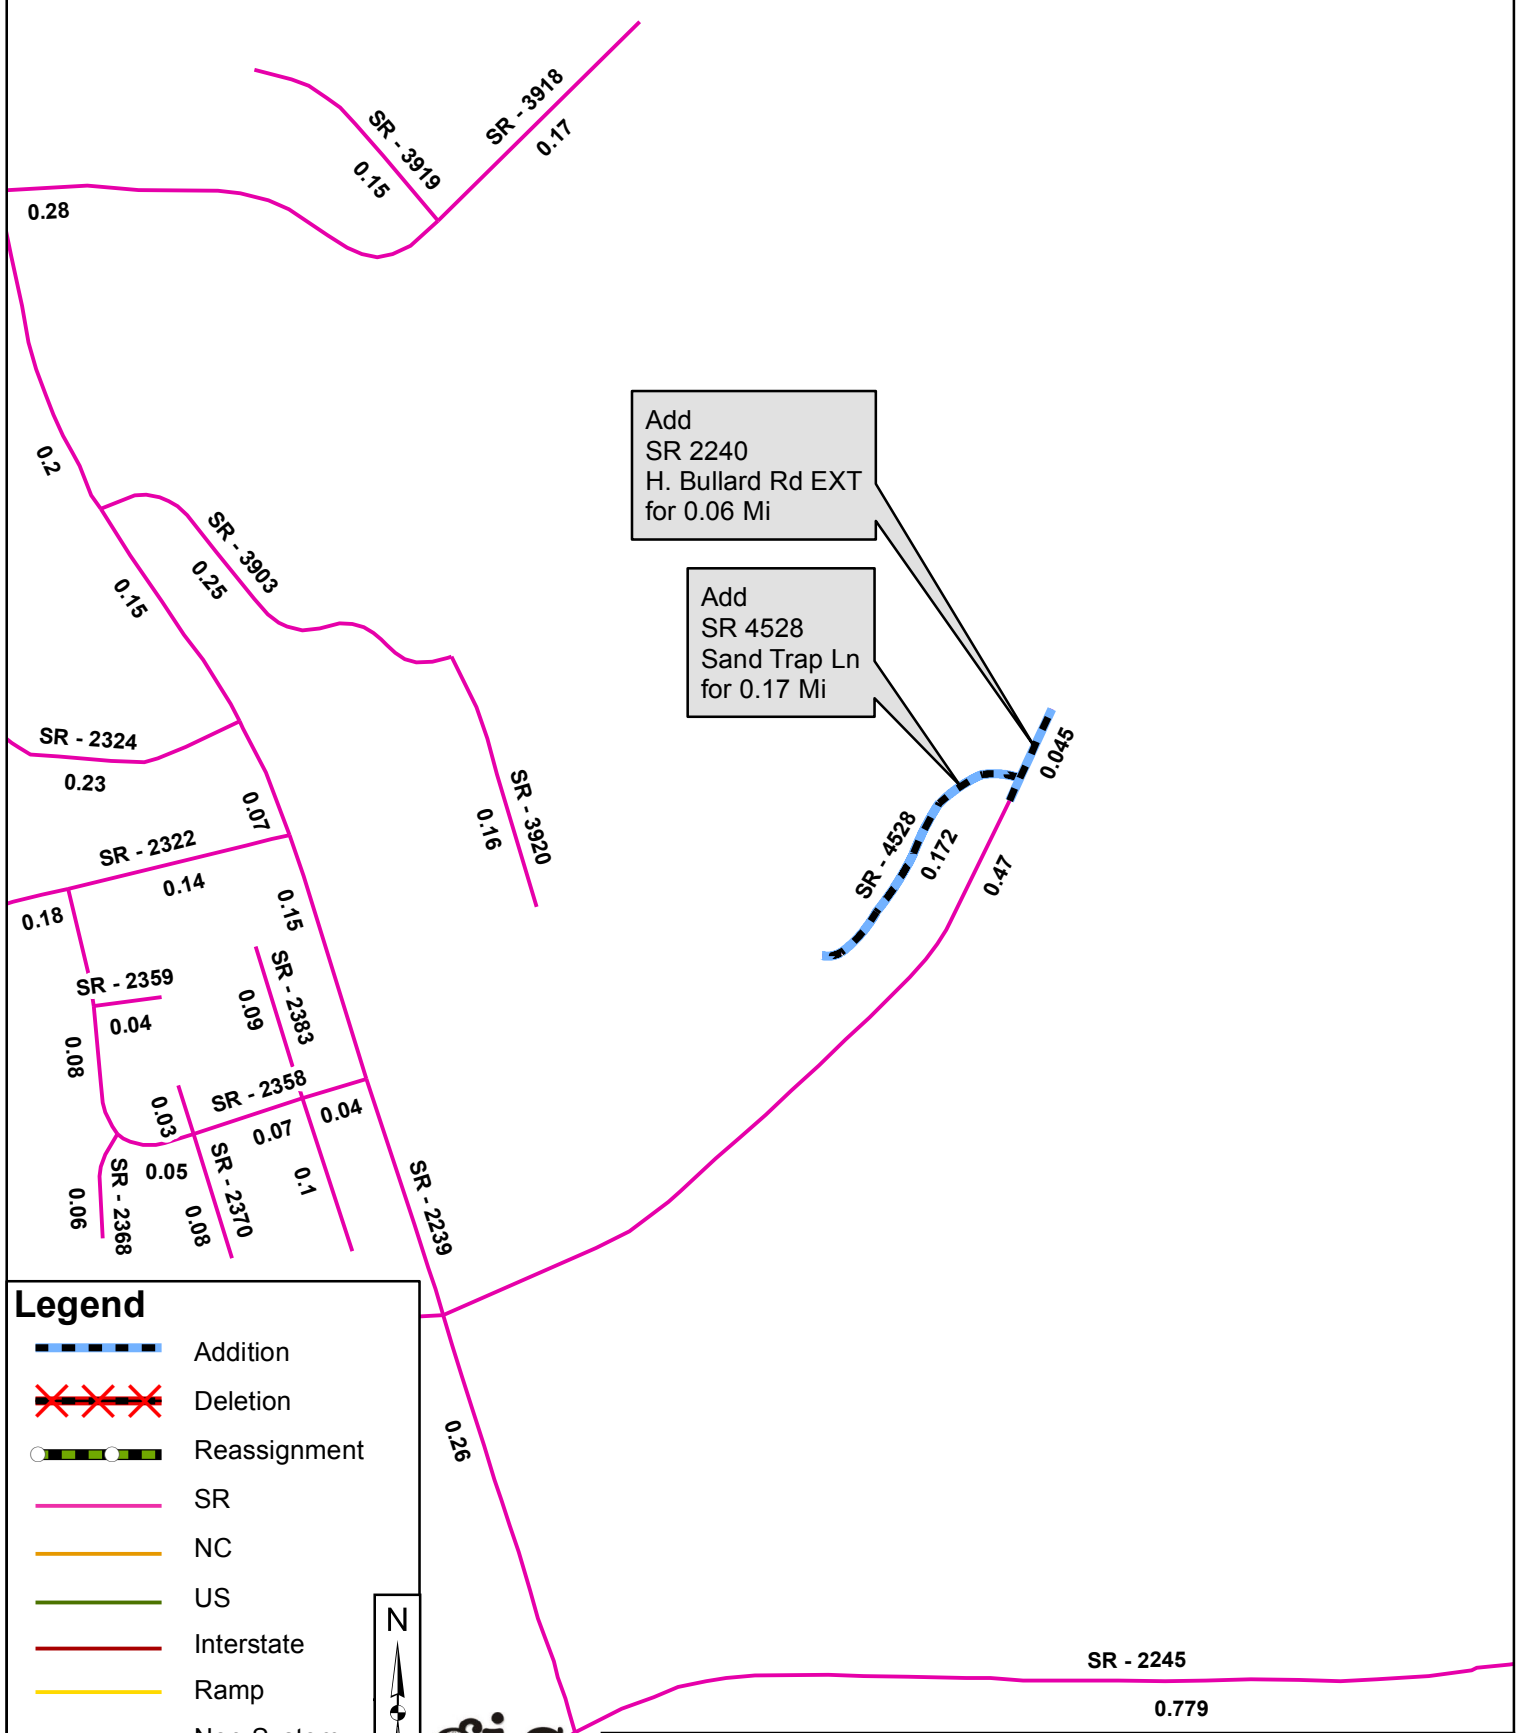 SR - 3918
0.17
SR - 3919
0.15
0.28
Add
SR 2240
H. Bullard Rd EXT
for 0.06 Mi
0.2
SR - 3903
0.25
0.15
Add
SR 4528
Sand Trap Ln
for 0.17 Mi
0.045
SR - 2324
0.23
0.07
SR - 3920
0.16
SR - 2322
0.14
0.18
0.15
SR - 4528
0.172
0.47
SR - 2359
0.04
SR - 2383
0.09
0.08
SR - 2358
0.04
0.03
0.07
0.05
SR - 2370
0.08
0.1
SR - 2368
0.06
SR - 2239
Legend
Addition
Deletion
Reassignment
SR
NC
US
Interstate
Ramp
N
0.26
SR - 2245
0.779